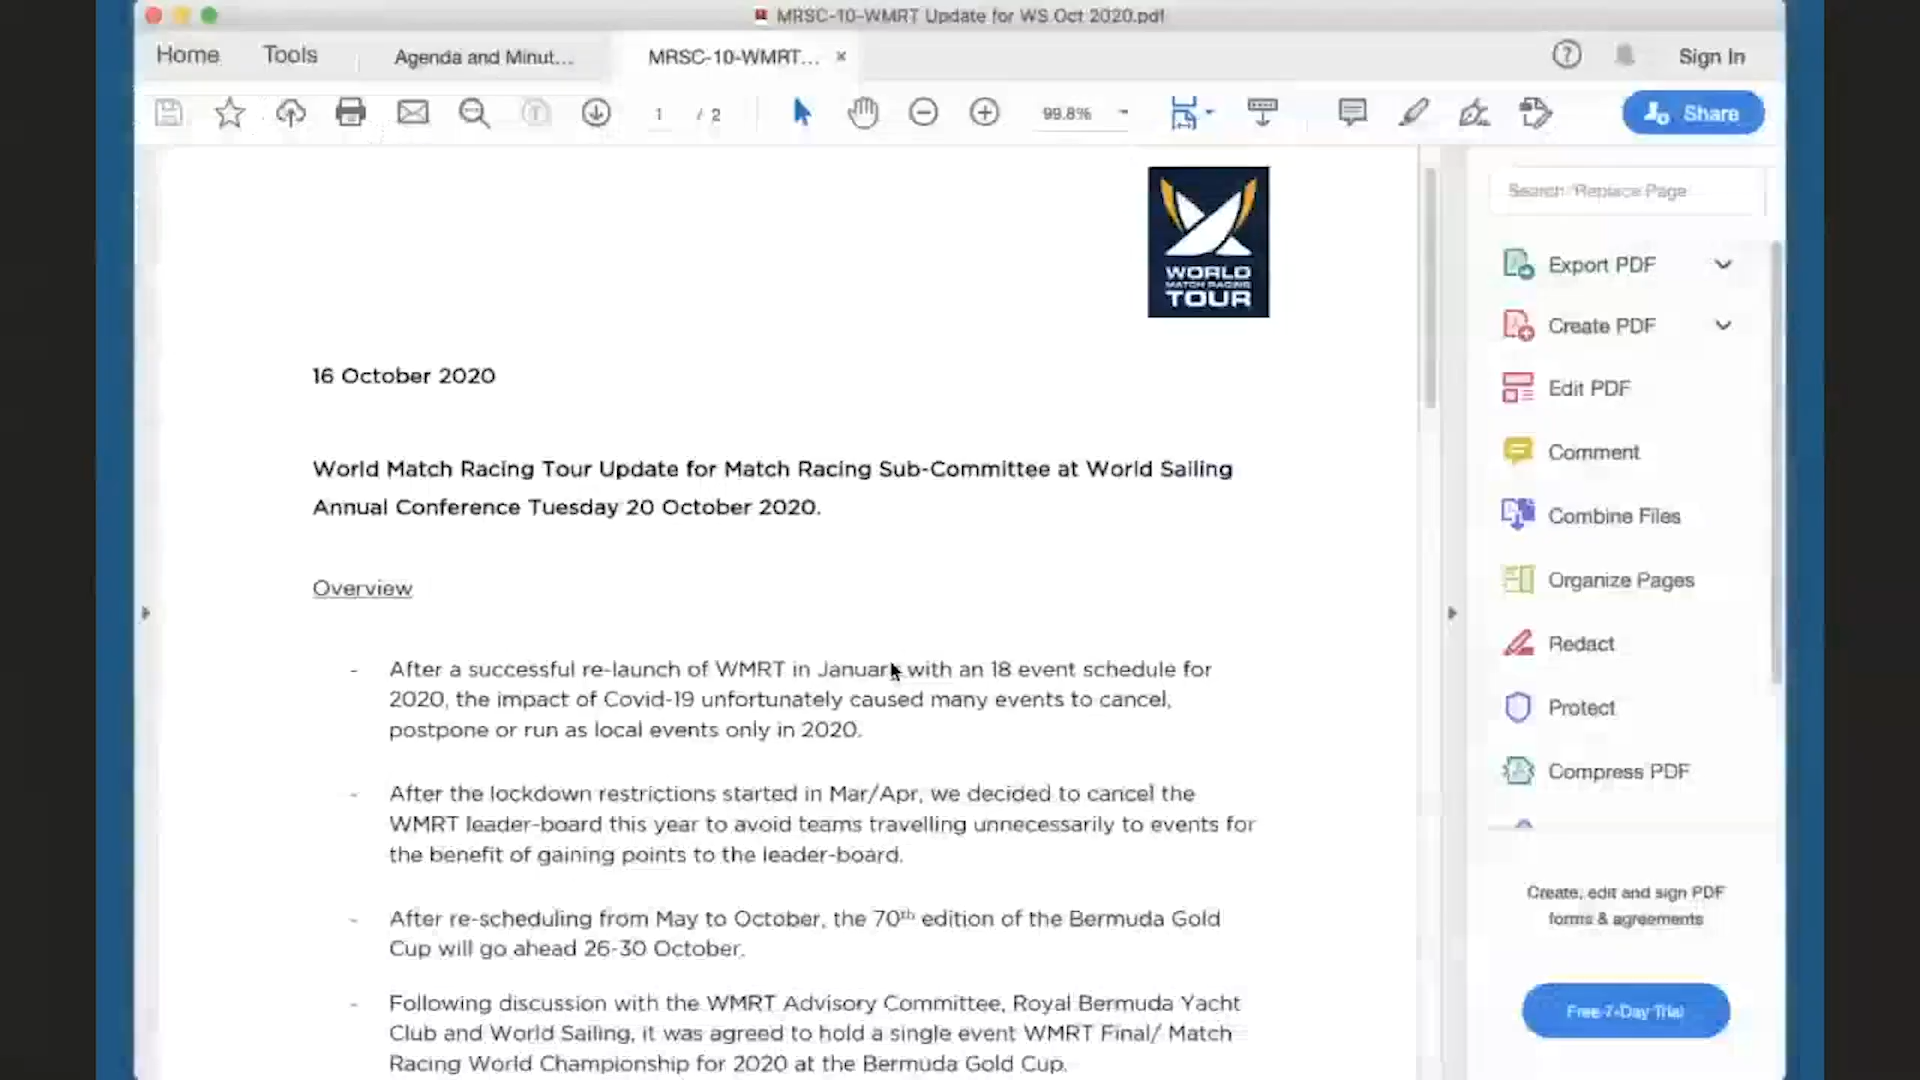 MRSC-10-WMRT Update for WS Oct 2020.pdf
Home Tools Agenda and Minut... MRSC-10-WMRT... × ? Sign In
1 / 2 99.8% Share
Search 'Replace Page
WORLD
MATCH RACING
TOUR
Export PDF
Create PDF
Edit PDF
Comment
Combine Files
Organize Pages
Redact
Protect
Compress PDF
Create, edit and sign PDF
forms & agreements
Free 7-Day Trial
16 October 2020
World Match Racing Tour Update for Match Racing Sub-Committee at World Sailing
Annual Conference Tuesday 20 October 2020.
Overview
- After a successful re-launch of WMRT in January with an 18 event schedule for
2020, the impact of Covid-19 unfortunately caused many events to cancel,
postpone or run as local events only in 2020.
- After the lockdown restrictions started in Mar/Apr, we decided to cancel the
WMRT leader-board this year to avoid teams travelling unnecessarily to events for
the benefit of gaining points to the leader-board.
- After re-scheduling from May to October, the 70th edition of the Bermuda Gold
Cup will go ahead 26-30 October.
- Following discussion with the WMRT Advisory Committee, Royal Bermuda Yacht
Club and World Sailing, it was agreed to hold a single event WMRT Final/ Match
Racing World Championship for 2020 at the Bermuda Gold Cup.